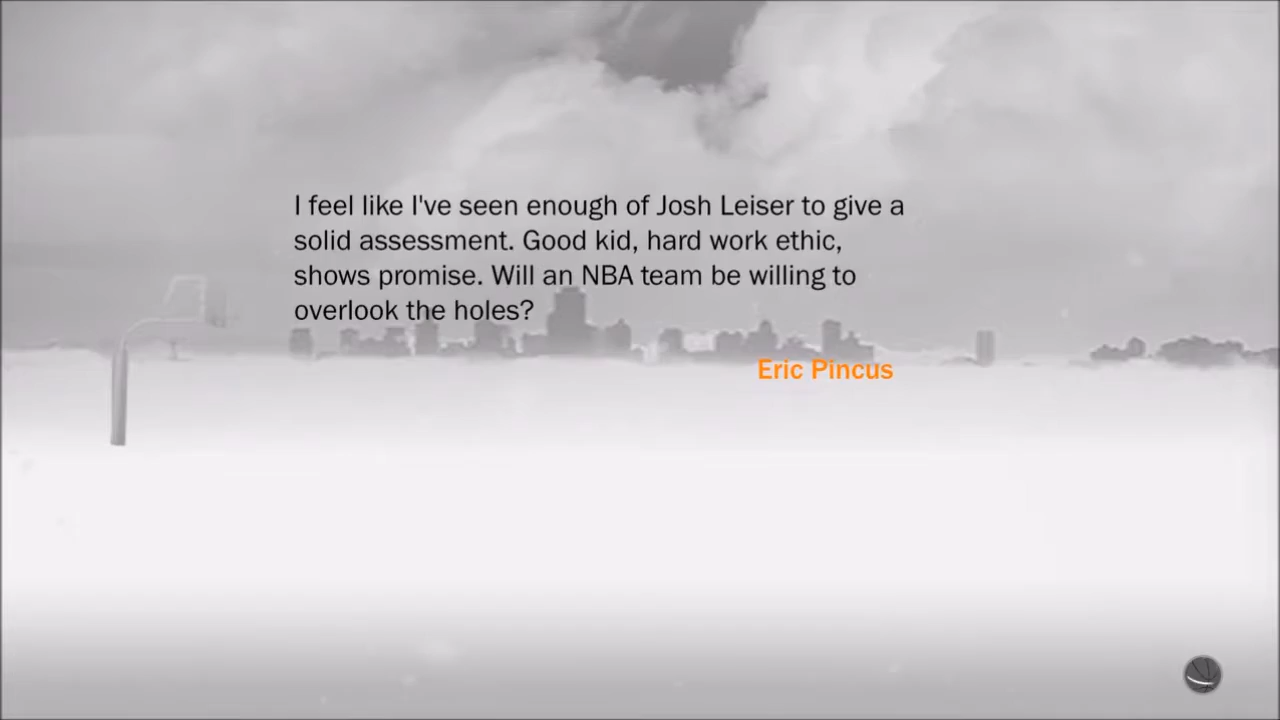 I feel like I've seen enough of Josh Leiser to give a
solid assessment. Good kid, hard work ethic,
shows promise. Will an NBA team be willing to
overlook the holes?
Eric Pincus